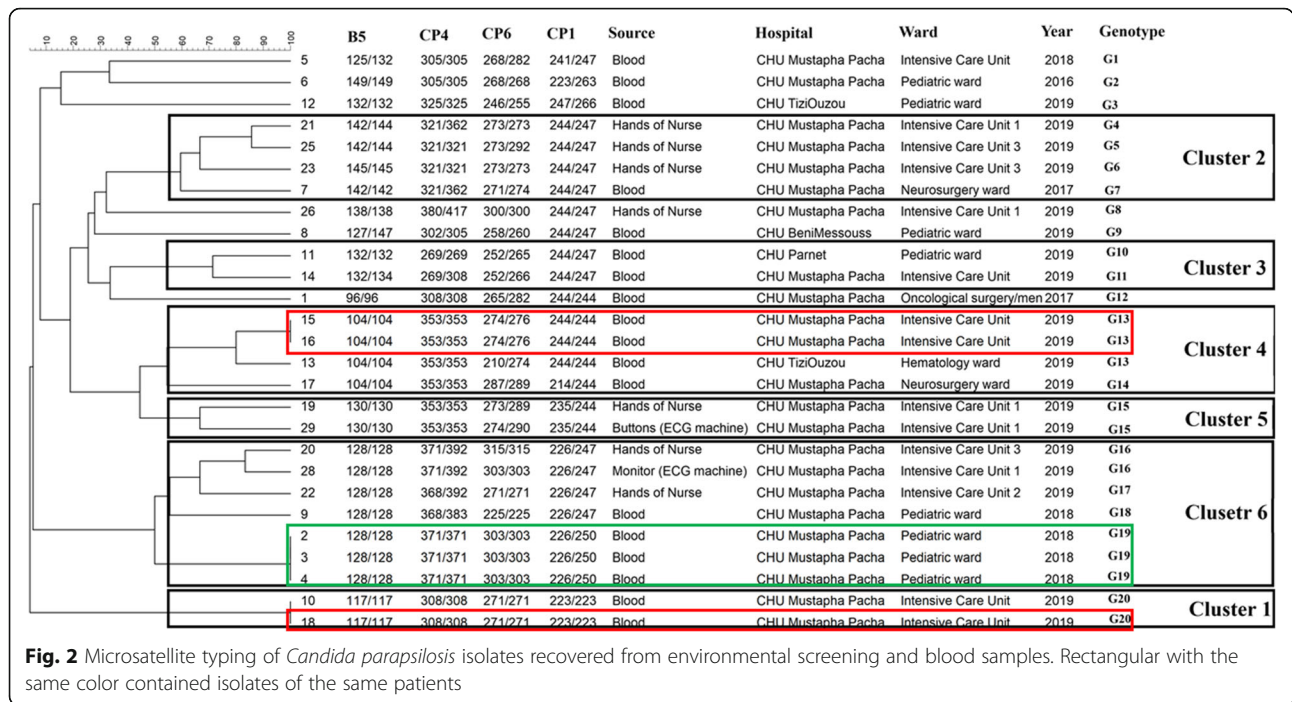 10 20 30 40 50 60 70 80 90 100
B5 CP4 CP6 CP1 Source Hospital Ward Year Genotype
5 125/132 305/305 268/282 241/247 Blood CHU Mustapha Pacha Intensive Care Unit 2018 G1
6 149/149 305/305 268/268 223/263 Blood CHU Mustapha Pacha Pediatric ward 2016 G2
12 132/132 325/325 246/255 247/266 Blood CHU TiziOuzou Pediatric ward 2019 G3
21 142/144 321/362 273/273 244/247 Hands of Nurse CHU Mustapha Pacha Intensive Care Unit 1 2019 G4
25 142/144 321/321 273/292 244/247 Hands of Nurse CHU Mustapha Pacha Intensive Care Unit 3 2019 G5
Cluster 2
23 145/145 321/321 273/273 244/247 Hands of Nurse CHU Mustapha Pacha Intensive Care Unit 3 2019 G6
7 142/142 321/362 271/274 244/247 Blood CHU Mustapha Pacha Neurosurgery ward 2017 G7
26 138/138 380/417 300/300 244/247 Hands of Nurse CHU Mustapha Pacha Intensive Care Unit 1 2019 G8
8 127/147 302/305 258/260 244/247 Blood CHU BeniMessouss Pediatric ward 2019 G9
11 132/132 269/269 252/265 244/247 Blood CHU Parnet Pediatric ward 2019 G10
Cluster 3
14 132/134 269/308 252/266 244/247 Blood CHU Mustapha Pacha Intensive Care Unit 2019 G11
1 96/96 308/308 265/282 244/244 Blood CHU Mustapha Pacha Oncological surgery/men 2017 G12
15 104/104 353/353 274/276 244/244 Blood CHU Mustapha Pacha Intensive Care Unit 2019 G13
16 104/104 353/353 274/276 244/244 Blood CHU Mustapha Pacha Intensive Care Unit 2019 G13
Cluster 4
13 104/104 353/353 210/274 244/244 Blood CHU TiziOuzou Hematology ward 2019 G13
17 104/104 353/353 287/289 214/244 Blood CHU Mustapha Pacha Neurosurgery ward 2019 G14
19 130/130 353/353 273/289 235/244 Hands of Nurse CHU Mustapha Pacha Intensive Care Unit 1 2019 G15
Cluster 5
29 130/130 353/353 274/290 235/244 Buttons (ECG machine) CHU Mustapha Pacha Intensive Care Unit 1 2019 G15
20 128/128 371/392 315/315 226/247 Hands of Nurse CHU Mustapha Pacha Intensive Care Unit 3 2019 G16
28 128/128 371/392 303/303 226/247 Monitor (ECG machine) CHU Mustapha Pacha Intensive Care Unit 1 2019 G16
22 128/128 368/392 271/271 226/247 Hands of Nurse CHU Mustapha Pacha Intensive Care Unit 2 2019 G17
9 128/128 368/383 225/225 226/247 Blood CHU Mustapha Pacha Pediatric ward 2018 G18
Clusetr 6
2 128/128 371/371 303/303 226/250 Blood CHU Mustapha Pacha Pediatric ward 2018 G19
3 128/128 371/371 303/303 226/250 Blood CHU Mustapha Pacha Pediatric ward 2018 G19
4 128/128 371/371 303/303 226/250 Blood CHU Mustapha Pacha Pediatric ward 2018 G19
10 117/117 308/308 271/271 223/223 Blood CHU Mustapha Pacha Intensive Care Unit 2019 G20
Cluster 1
18 117/117 308/308 271/271 223/223 Blood CHU Mustapha Pacha Intensive Care Unit 2019 G20
Fig. 2 Microsatellite typing of Candida parapsilosis isolates recovered from environmental screening and blood samples. Rectangular with the
same color contained isolates of the same patients